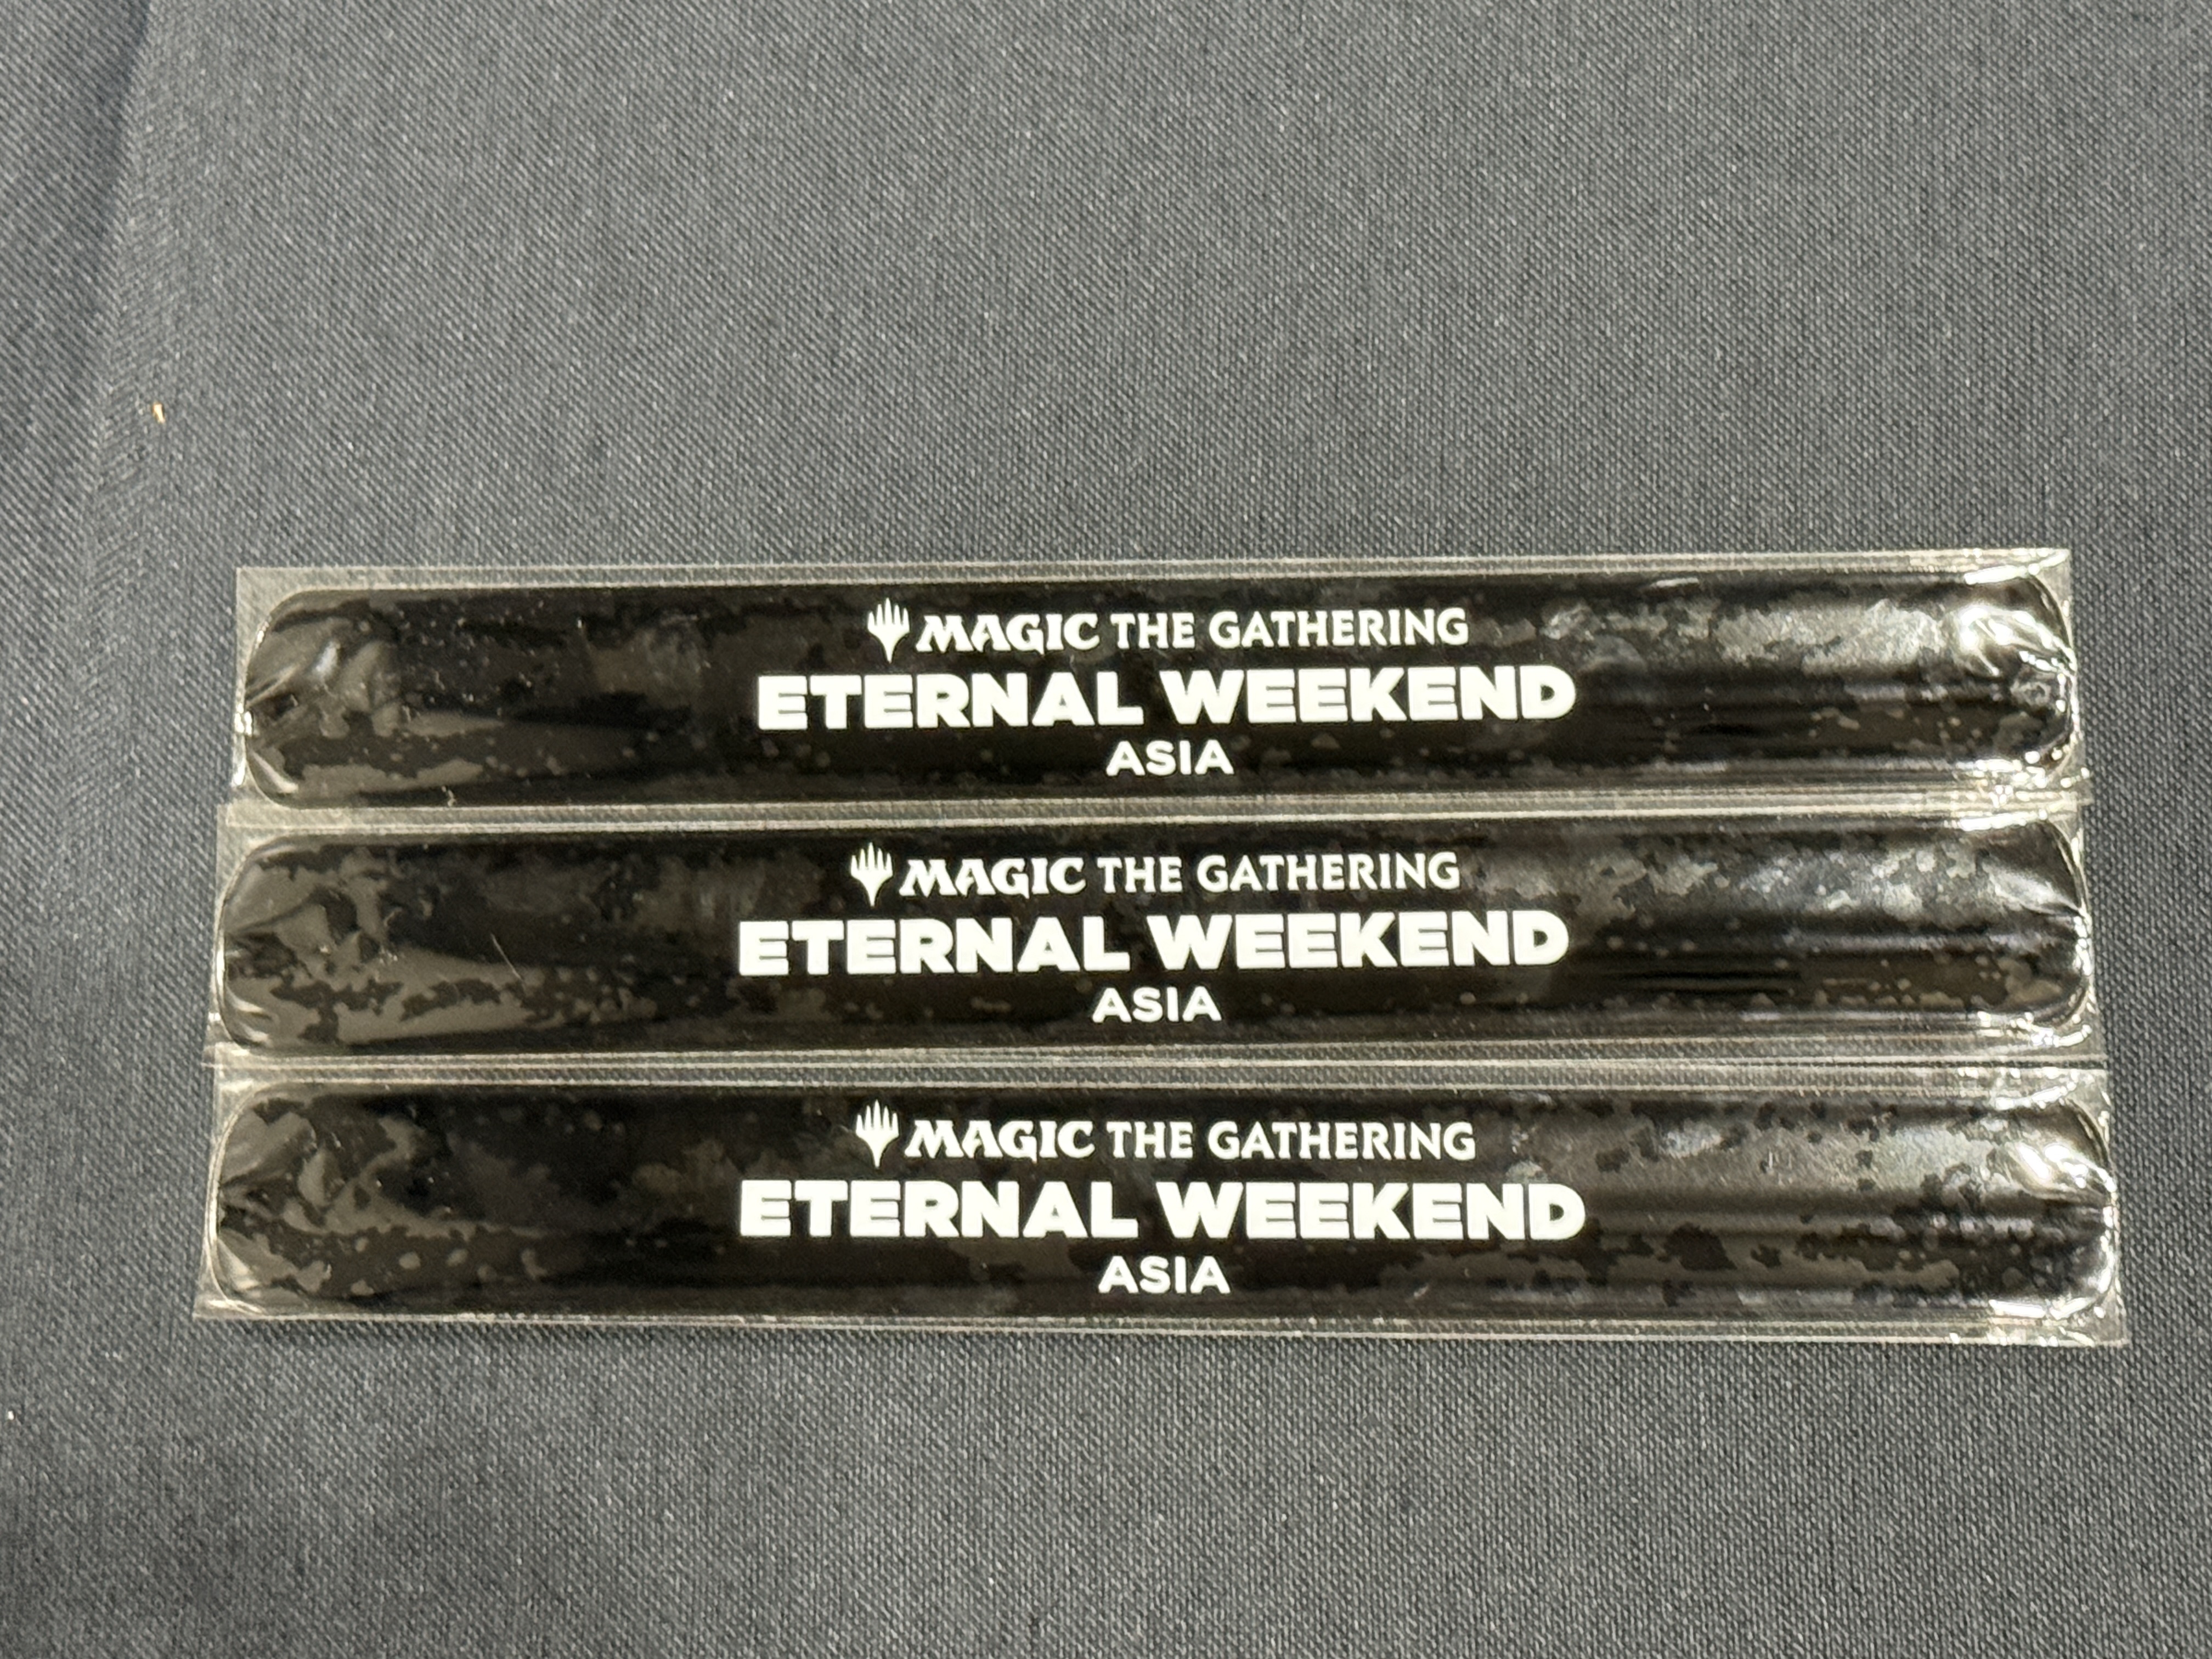 MAGIC THE GATHERING
ETERNAL WEEKEND
ASIA
MAGIC THE GATHERING
ETERNAL WEEKEND
ASIA
MAGIC THE GATHERING
ETERNAL WEEKEND
ASIA